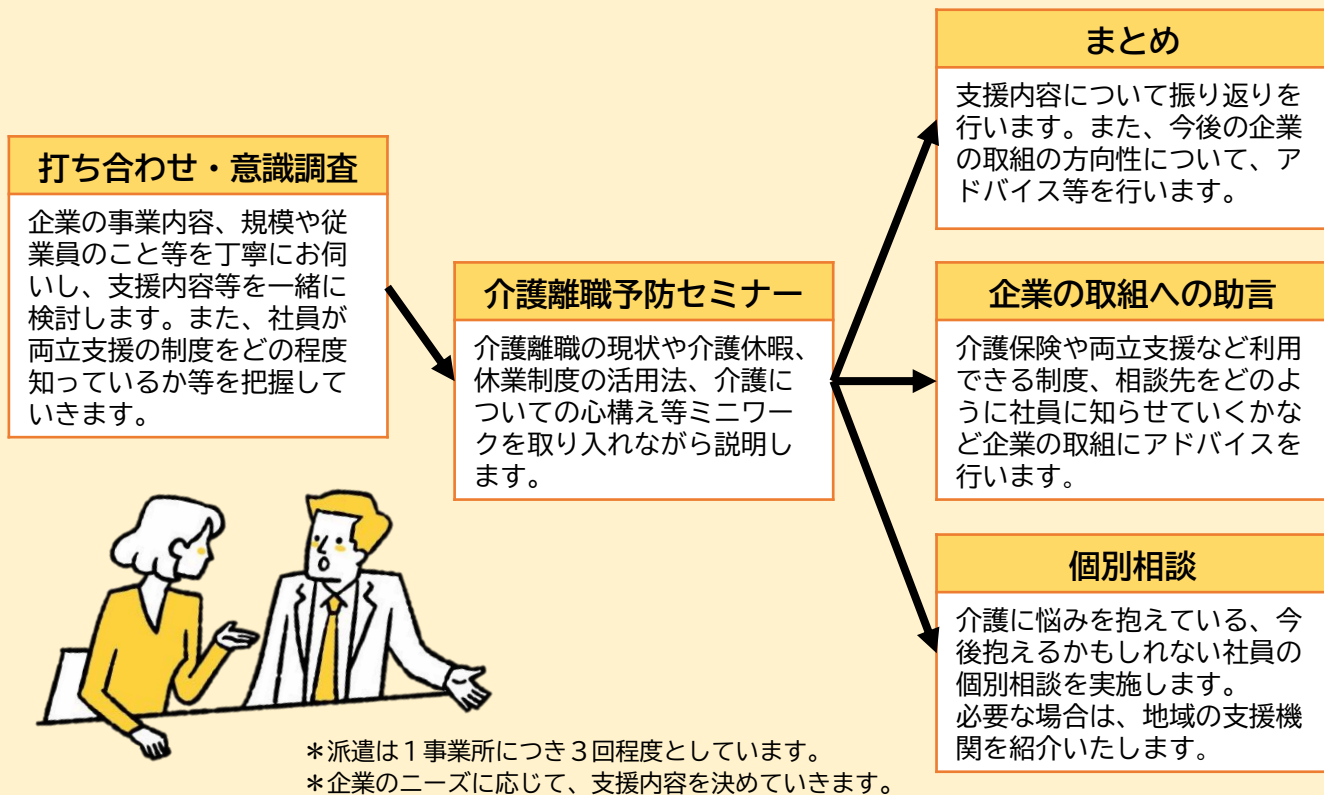 打ち合わせ・意識調査
企業の事業内容、規模や従
業員のこと等を丁寧にお伺
いし、支援内容等を一緒に
検討します。また、社員が
両立支援の制度をどの程度
知っているか等を把握して
いきます。
介護離職予防セミナー
介護離職の現状や介護休暇、
休業制度の活用法、介護に
ついての心構え等ミニワー
クを取り入れながら説明し
ます。
まとめ
支援内容について振り返りを
行います。また、今後の企業
の取組の方向性について、ア
ドバイス等を行います。
企業の取組への助言
介護保険や両立支援など利用
できる制度、相談先をどのよ
うに社員に知らせていくかな
ど企業の取組にアドバイスを
行います。
個別相談
介護に悩みを抱えている、今
後抱えるかもしれない社員の
個別相談を実施します。
必要な場合は、地域の支援機
関を紹介いたします。
＊派遣は１事業所につき３回程度としています。
＊企業のニーズに応じて、支援内容を決めていきます。